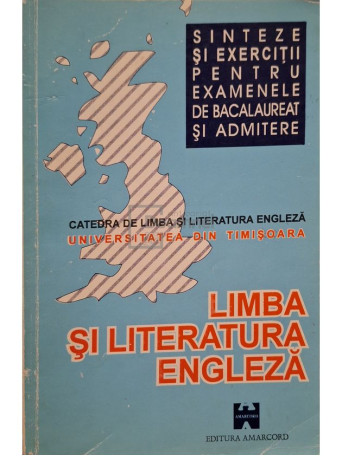 SINTEZE
ȘI EXERCIȚII
PENTRU
EXAMENELE
DE BACALAUREAT
ȘI ADMITERE
CATEDRA DE LIMBA ȘI LITERATURA ENGLEZĂ
UNIVERSITATEA DIN TIMIȘOARA
LIMBA
ȘI LITERATURA
ENGLEZĂ
AMARCORD
EDITURA AMARCORD